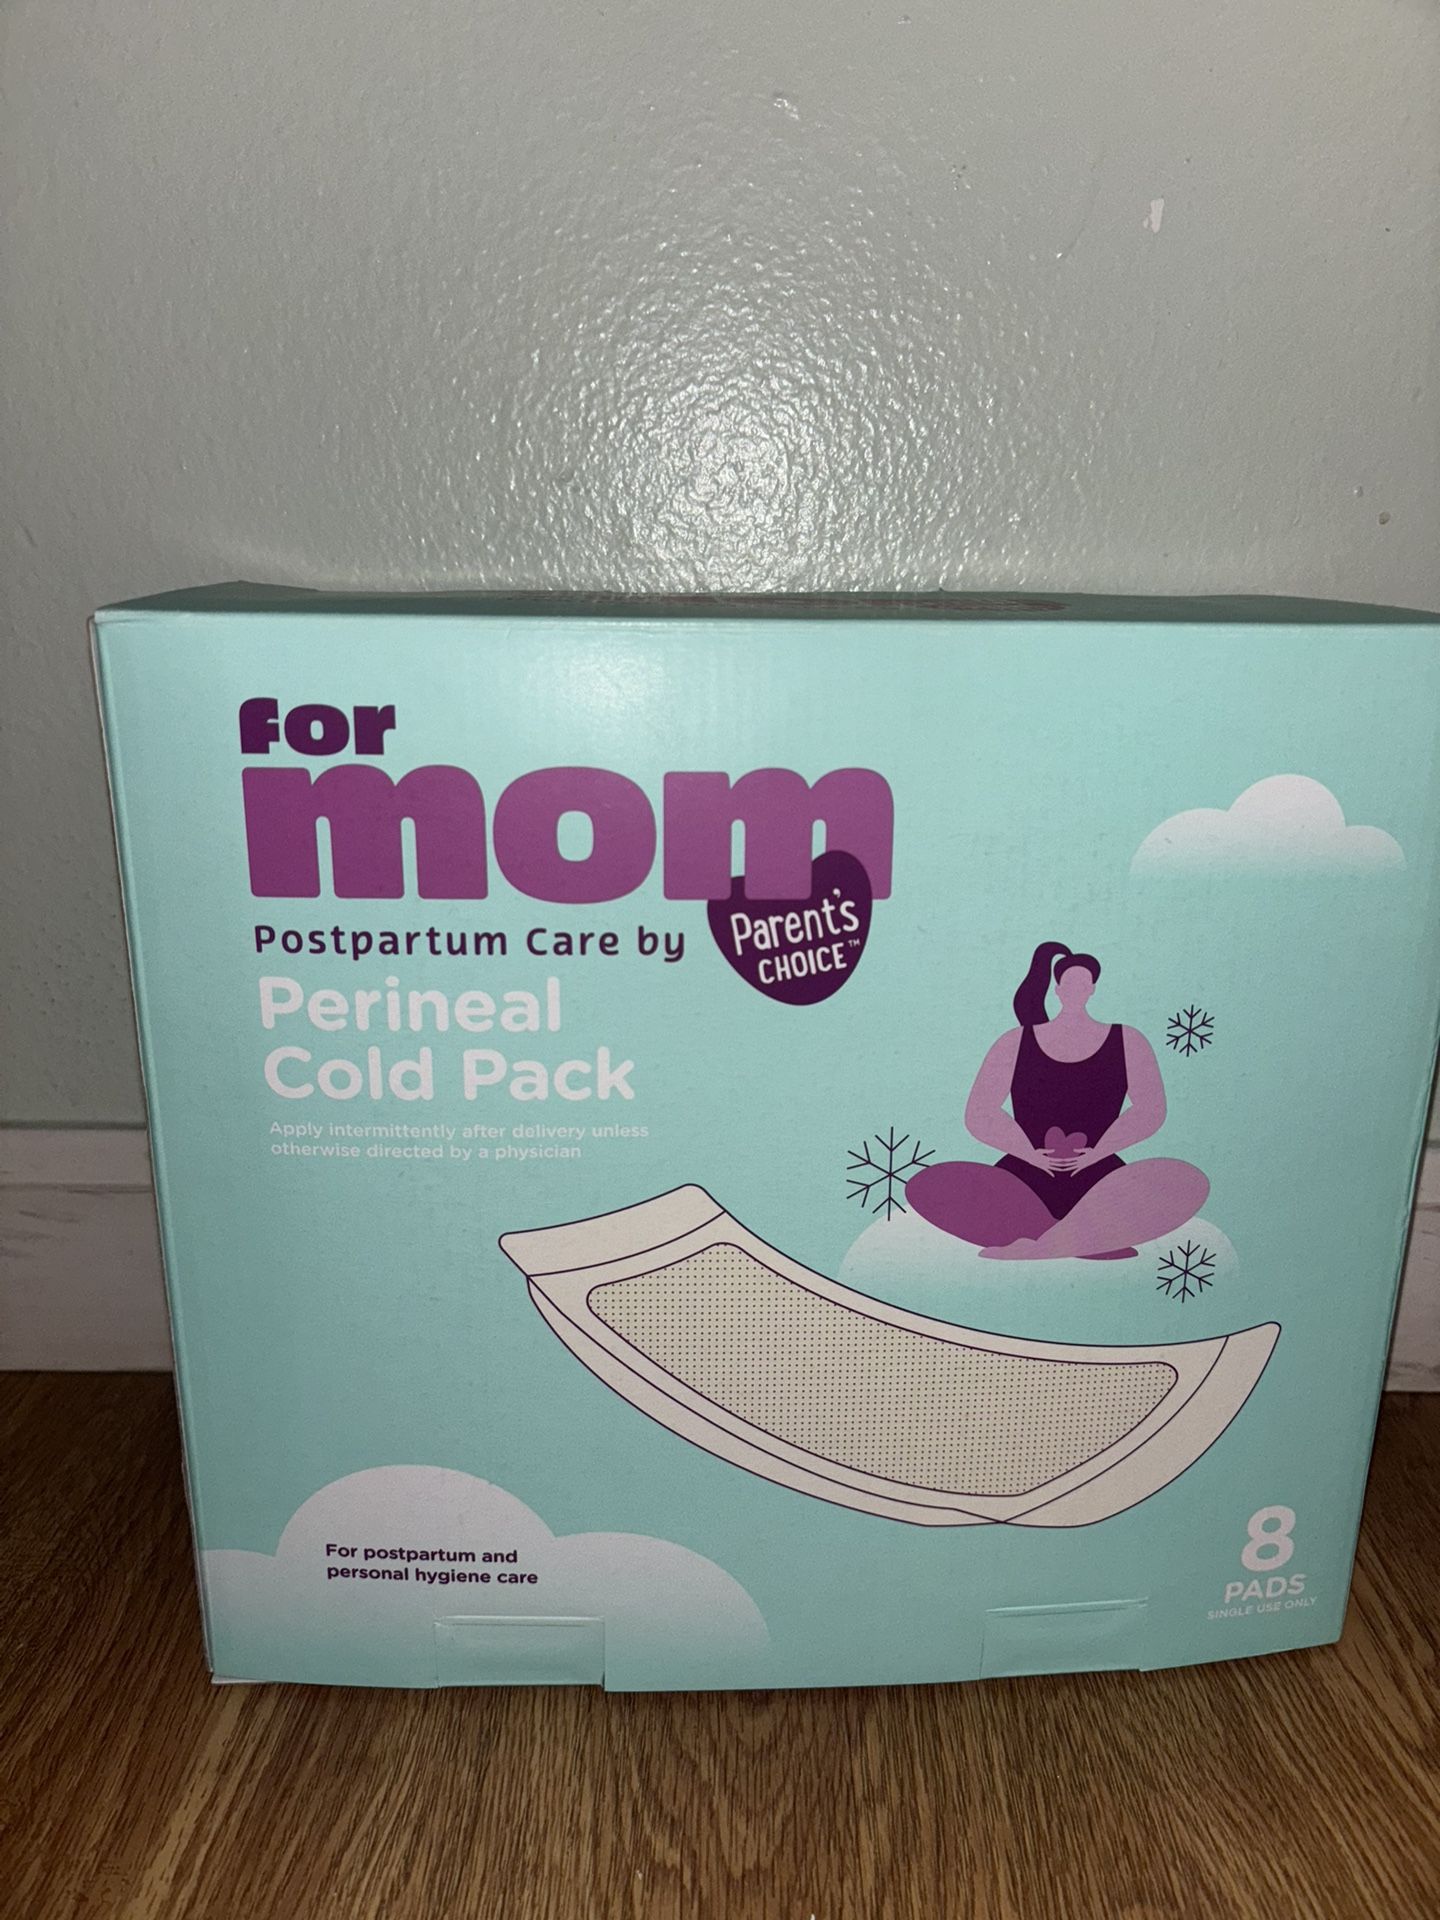 for
mom
Postpartum Care by
Parent's
CHOICE™
Perineal
Cold Pack
Apply intermittently after delivery unless
otherwise directed by a physician
For postpartum and
personal hygiene care
8
PADS
SINGLE USE ONLY